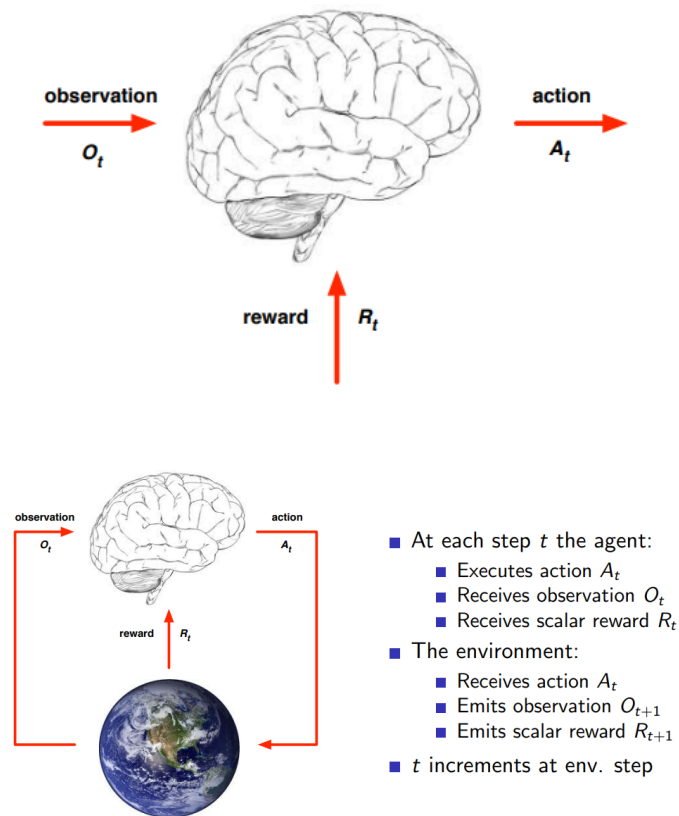 observation
action
O_t
A_t
reward
R_t
observation
action
O_t
A_t
reward
R_t
At each step t the agent:
Executes action A_t
Receives observation O_t
Receives scalar reward R_t
The environment:
Receives action A_t
Emits observation O_{t+1}
Emits scalar reward R_{t+1}
t increments at env. step